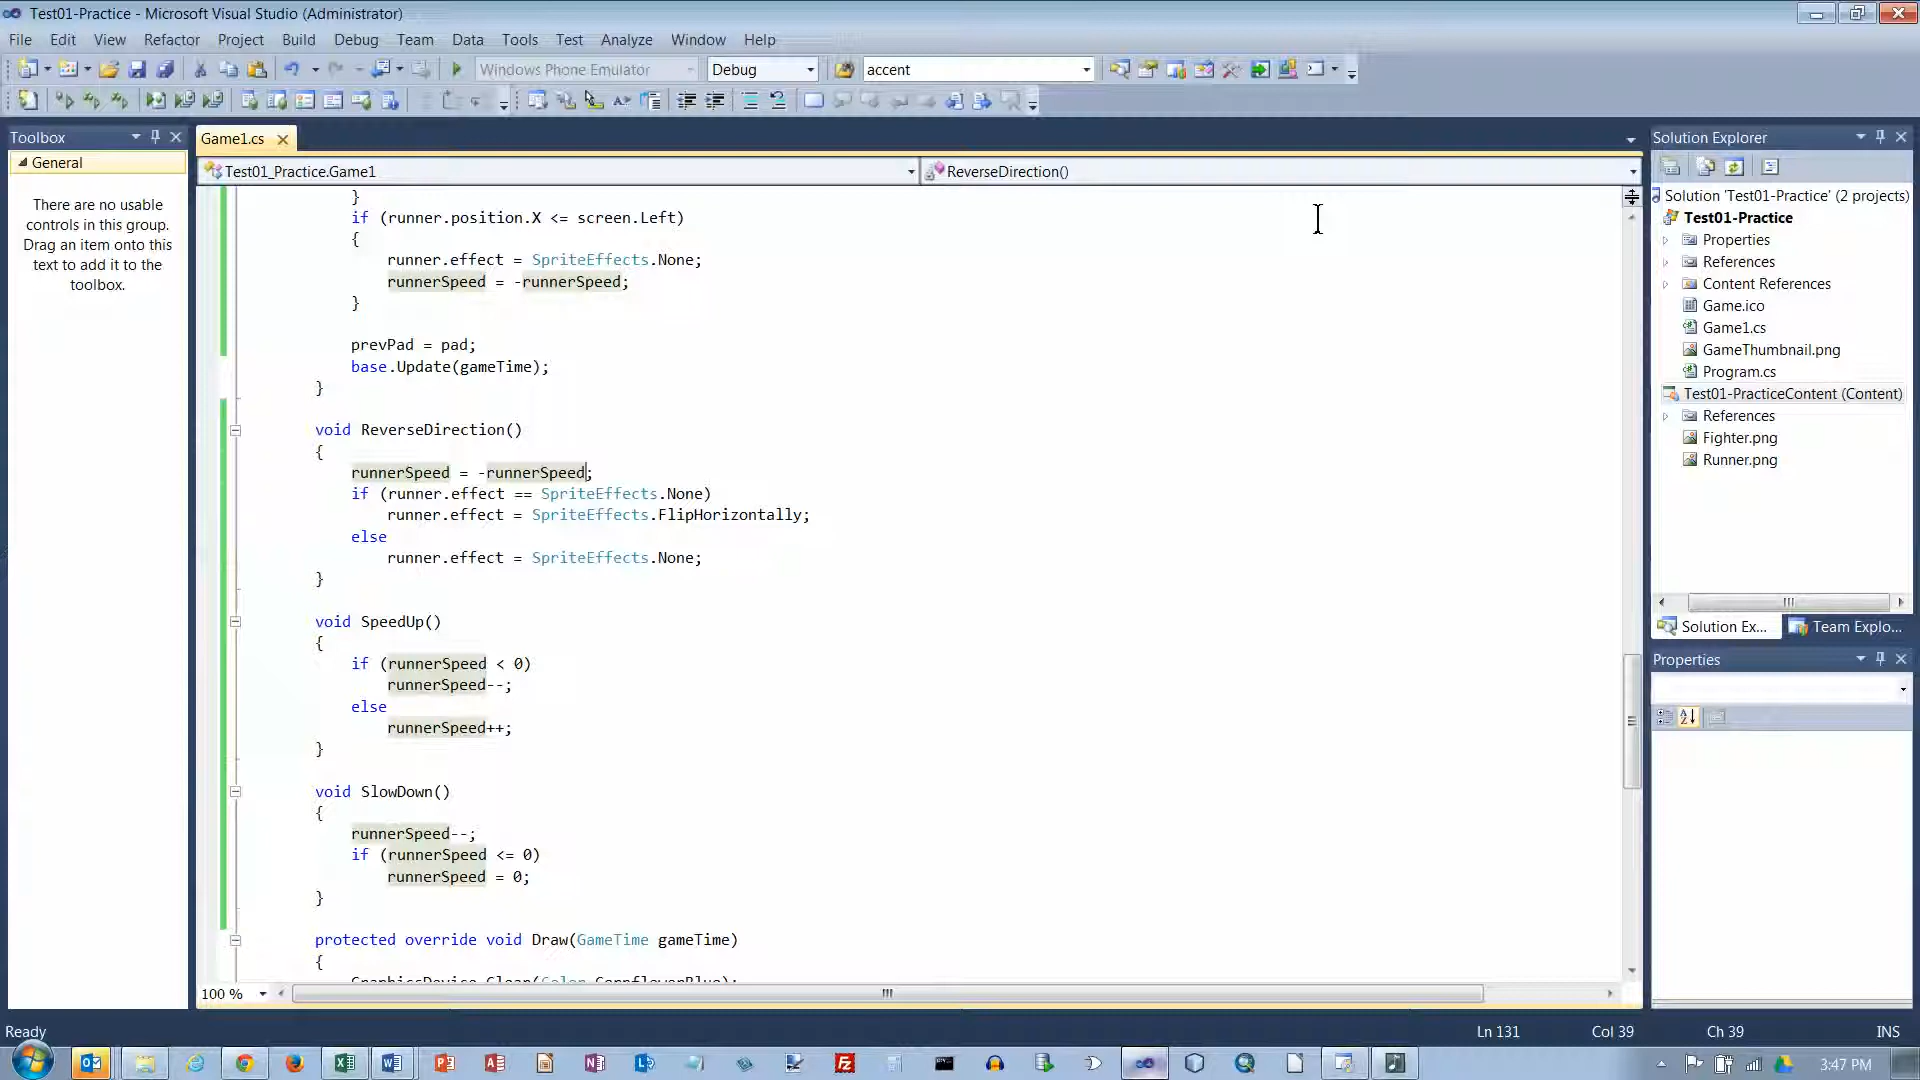 Test01-Practice - Microsoft Visual Studio (Administrator)
File Edit View Refactor Project Build Debug Team Data Tools Test Analyze Window Help
Windows Phone Emulator Debug accent
Toolbox
General
There are no usable
controls in this group.
Drag an item onto this
text to add it to the
toolbox.
Game1.cs
Test01_Practice.Game1 ReverseDirection()
}
if (runner.position.X <= screen.Left)
{
runner.effect = SpriteEffects.None;
runnerSpeed = -runnerSpeed;
}
prevPad = pad;
base.Update(gameTime);
}
void ReverseDirection()
{
runnerSpeed = -runnerSpeed;
if (runner.effect == SpriteEffects.None)
runner.effect = SpriteEffects.FlipHorizontally;
else
runner.effect = SpriteEffects.None;
}
void SpeedUp()
{
if (runnerSpeed < 0)
runnerSpeed--;
else
runnerSpeed++;
}
void SlowDown()
{
runnerSpeed--;
if (runnerSpeed <= 0)
runnerSpeed = 0;
}
protected override void Draw(GameTime gameTime)
{
GraphicsDevice.Clear(Color.CornflowerBlue);
100 %
Solution Explorer
Solution 'Test01-Practice' (2 projects)
Test01-Practice
Properties
References
Content References
Game.ico
Game1.cs
GameThumbnail.png
Program.cs
Test01-PracticeContent (Content)
References
Fighter.png
Runner.png
Solution Ex... Team Explo...
Properties
Ready Ln 131 Col 39 Ch 39 INS
3:47 PM